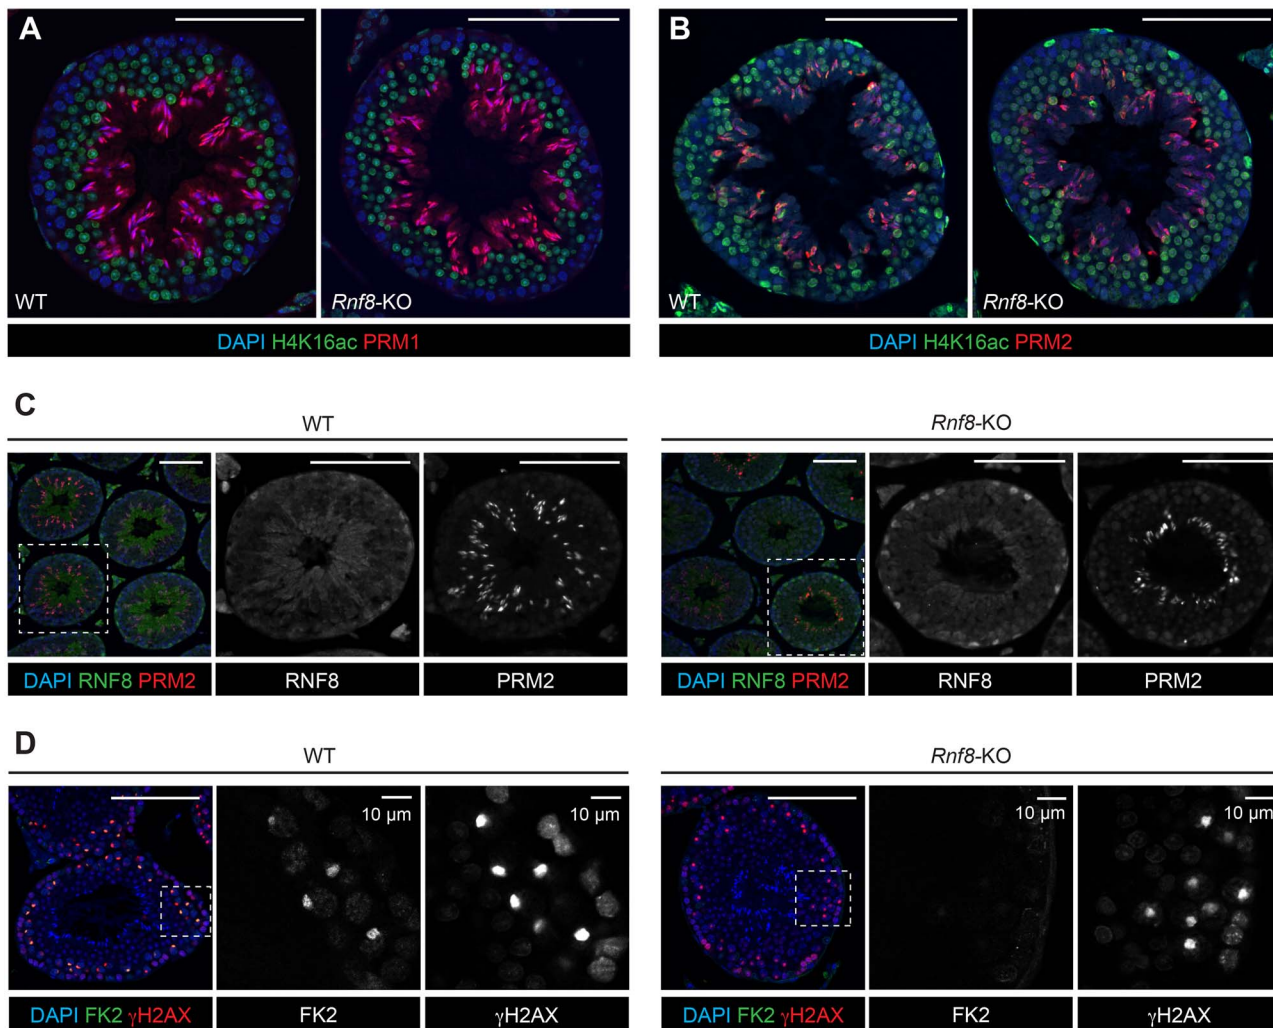 A
B
WT
Rnf8-KO
WT
Rnf8-KO
DAPI H4K16ac PRM1
DAPI H4K16ac PRM2
C
WT
Rnf8-KO
DAPI RNF8 PRM2
RNF8
PRM2
DAPI RNF8 PRM2
RNF8
PRM2
D
WT
Rnf8-KO
10 µm
10 µm
10 µm
10 µm
DAPI FK2 γH2AX
FK2
γH2AX
DAPI FK2 γH2AX
FK2
γH2AX